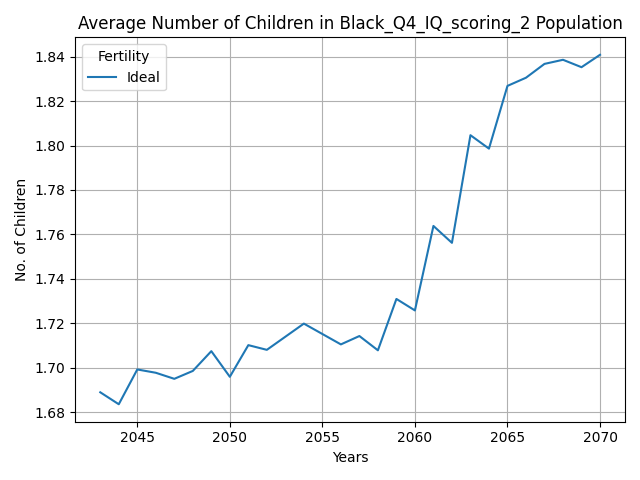 Average Number of Children in Black_Q4_IQ_scoring_2 Population
Fertility
Ideal
1.84
1.82
1.80
1.78
1.76
1.74
1.72
1.70
1.68
No. of Children
2045 2050 2055 2060 2065 2070
Years